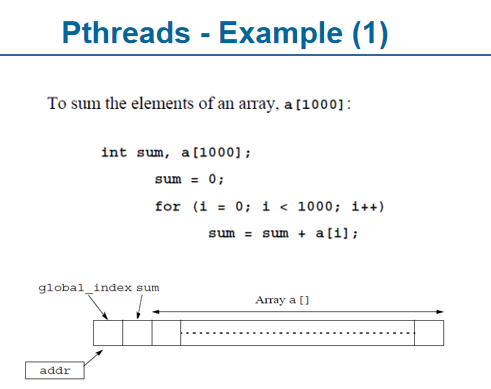 Pthreads - Example (1)
To sum the elements of an array, a[1000]:
int sum, a[1000];
sum = 0;
for (i = 0; i < 1000; i++)
sum = sum + a[i];
global_index sum
Array a[]
addr